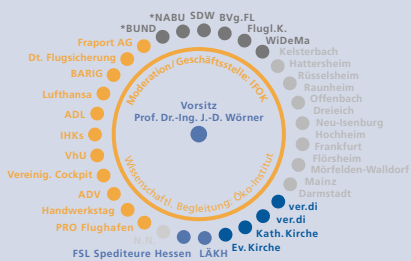 *NABU
SDW
BVg.FL
*BUND
Flugl.K.
Fraport AG
WiDeMa
Dt. Flugsicherung
Kelsterbach
BARIG
Hattersheim
Lufthansa
Rüsselsheim
Raunheim
ADL
Offenbach
Dreieich
IHKs
Neu-Isenburg
VhU
Hochheim
Frankfurt
Vereinig. Cockpit
Flörsheim
Mörfelden-Walldorf
ADV
Mainz
Handwerkstag
Darmstadt
PRO Flughafen
ver.di
N.N.
ver.di
FSL Spediteure Hessen
Kath.Kirche
LÄKH
Ev.Kirche
Moderation/Geschäftsstelle: IFOK
Vorsitz
Prof. Dr.-Ing. J.-D. Wörner
Wissenschaftl. Begleitung: Öko-Institut